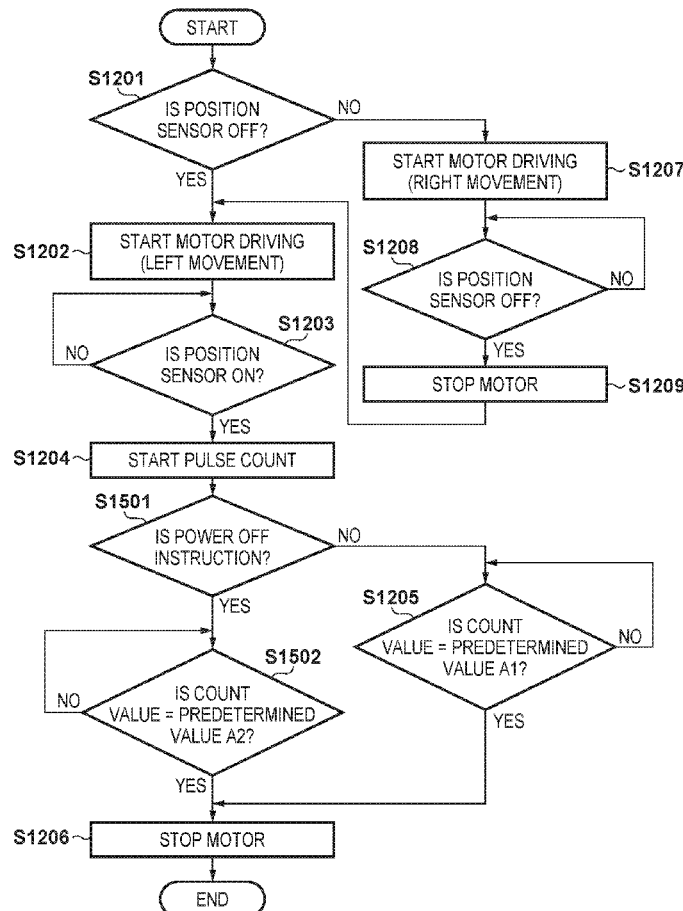 START
S1201
IS POSITION
SENSOR OFF?
NO
YES
START MOTOR DRIVING
(RIGHT MOVEMENT)
S1207
S1202
START MOTOR DRIVING
(LEFT MOVEMENT)
S1208
IS POSITION
SENSOR OFF?
NO
YES
S1203
IS POSITION
SENSOR ON?
NO
YES
STOP MOTOR
S1209
S1204
START PULSE COUNT
S1501
IS POWER OFF
INSTRUCTION?
NO
YES
S1205
IS COUNT
VALUE = PREDETERMINED
VALUE A1?
NO
YES
S1502
IS COUNT
VALUE = PREDETERMINED
VALUE A2?
NO
YES
S1206
STOP MOTOR
END